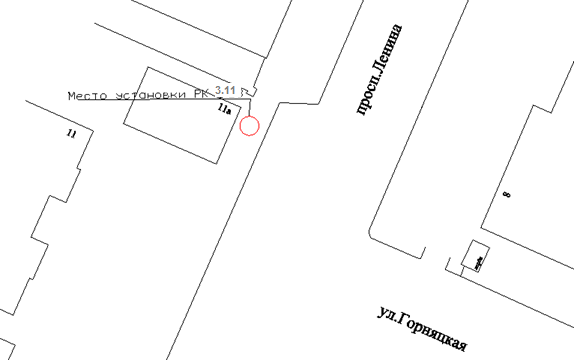 просп.Ленина
Место установки РК 3.11
11а
11
8
ул.Горняцкая